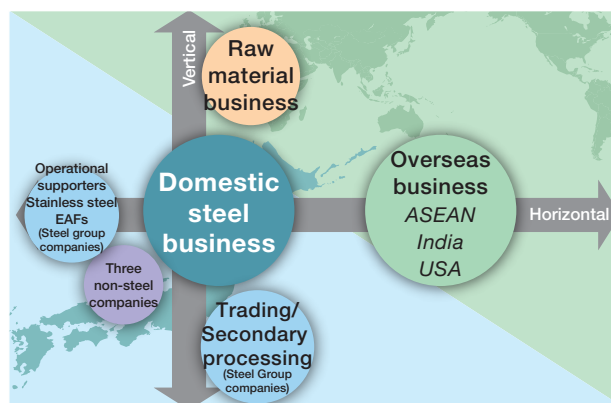 Vertical
Raw
material
business
Operational
supporters
Stainless steel
EAFs
(Steel group
companies)
Domestic
steel
business
Overseas
business
ASEAN
India
USA
Horizontal
Three
non-steel
companies
Trading/
Secondary
processing
(Steel Group
companies)